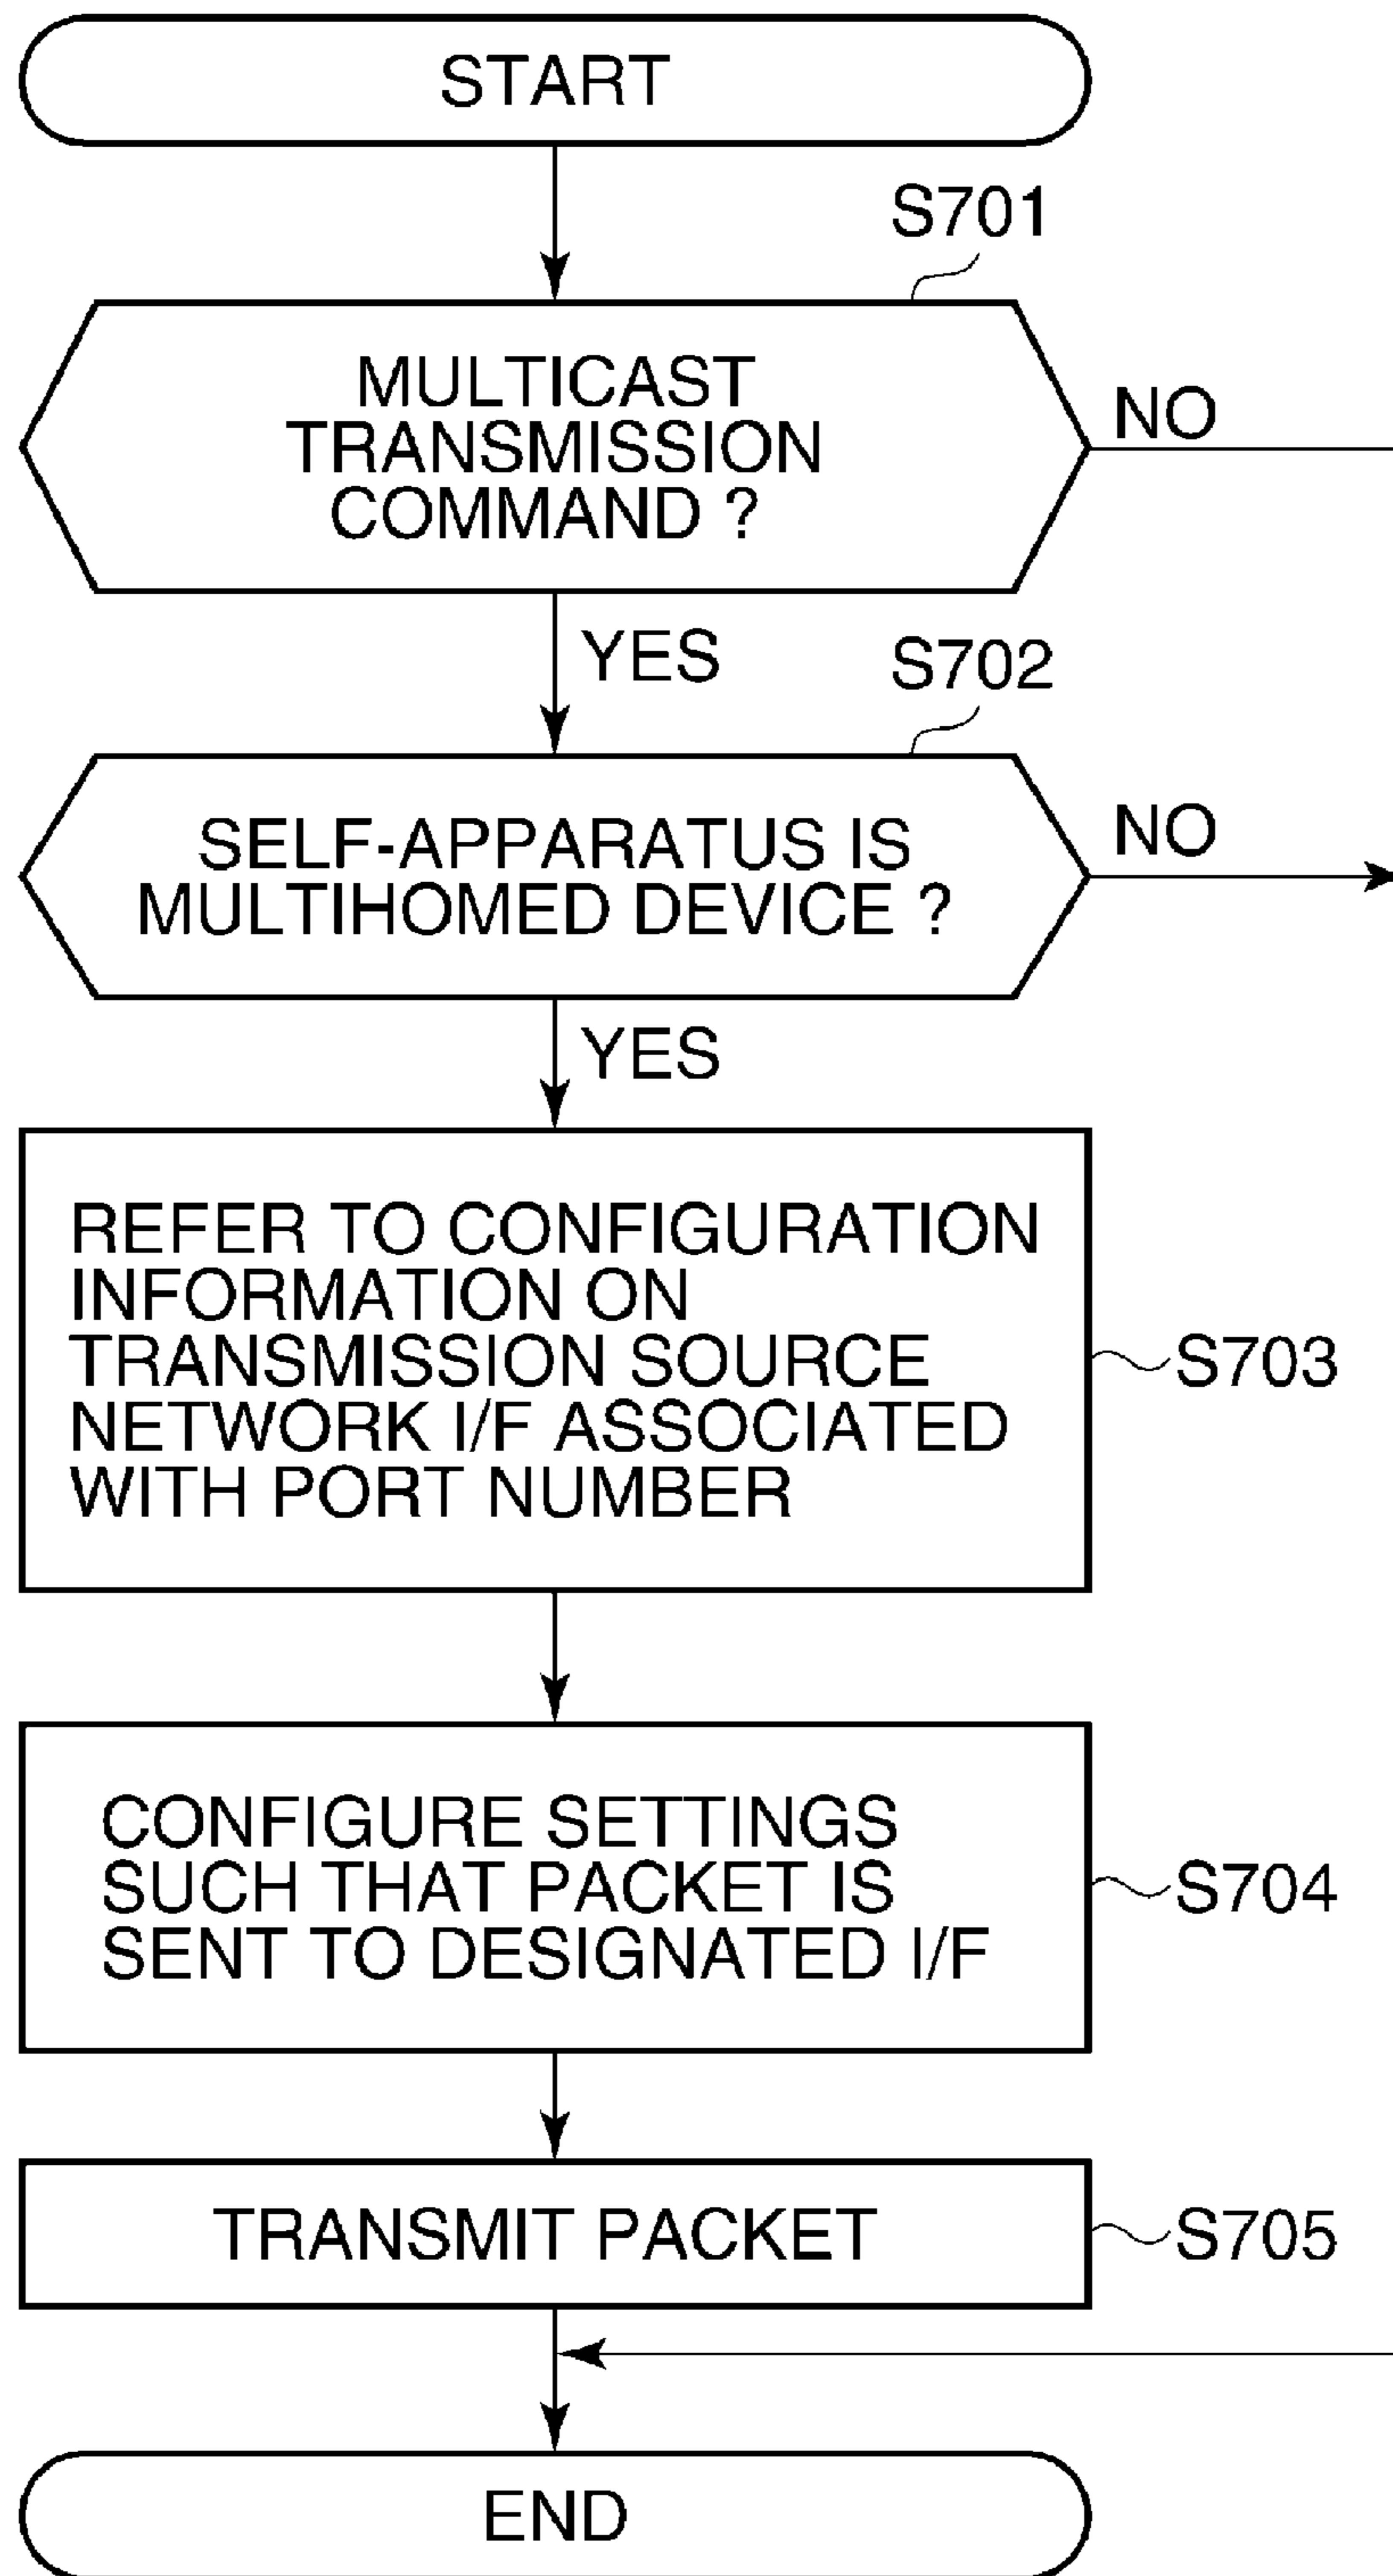 START
S701
MULTICAST
TRANSMISSION
COMMAND ?
NO
YES
S702
SELF-APPARATUS IS
MULTIHOMED DEVICE ?
NO
YES
REFER TO CONFIGURATION
INFORMATION ON
TRANSMISSION SOURCE
NETWORK I/F ASSOCIATED
WITH PORT NUMBER
S703
CONFIGURE SETTINGS
SUCH THAT PACKET IS
SENT TO DESIGNATED I/F
S704
TRANSMIT PACKET
S705
END